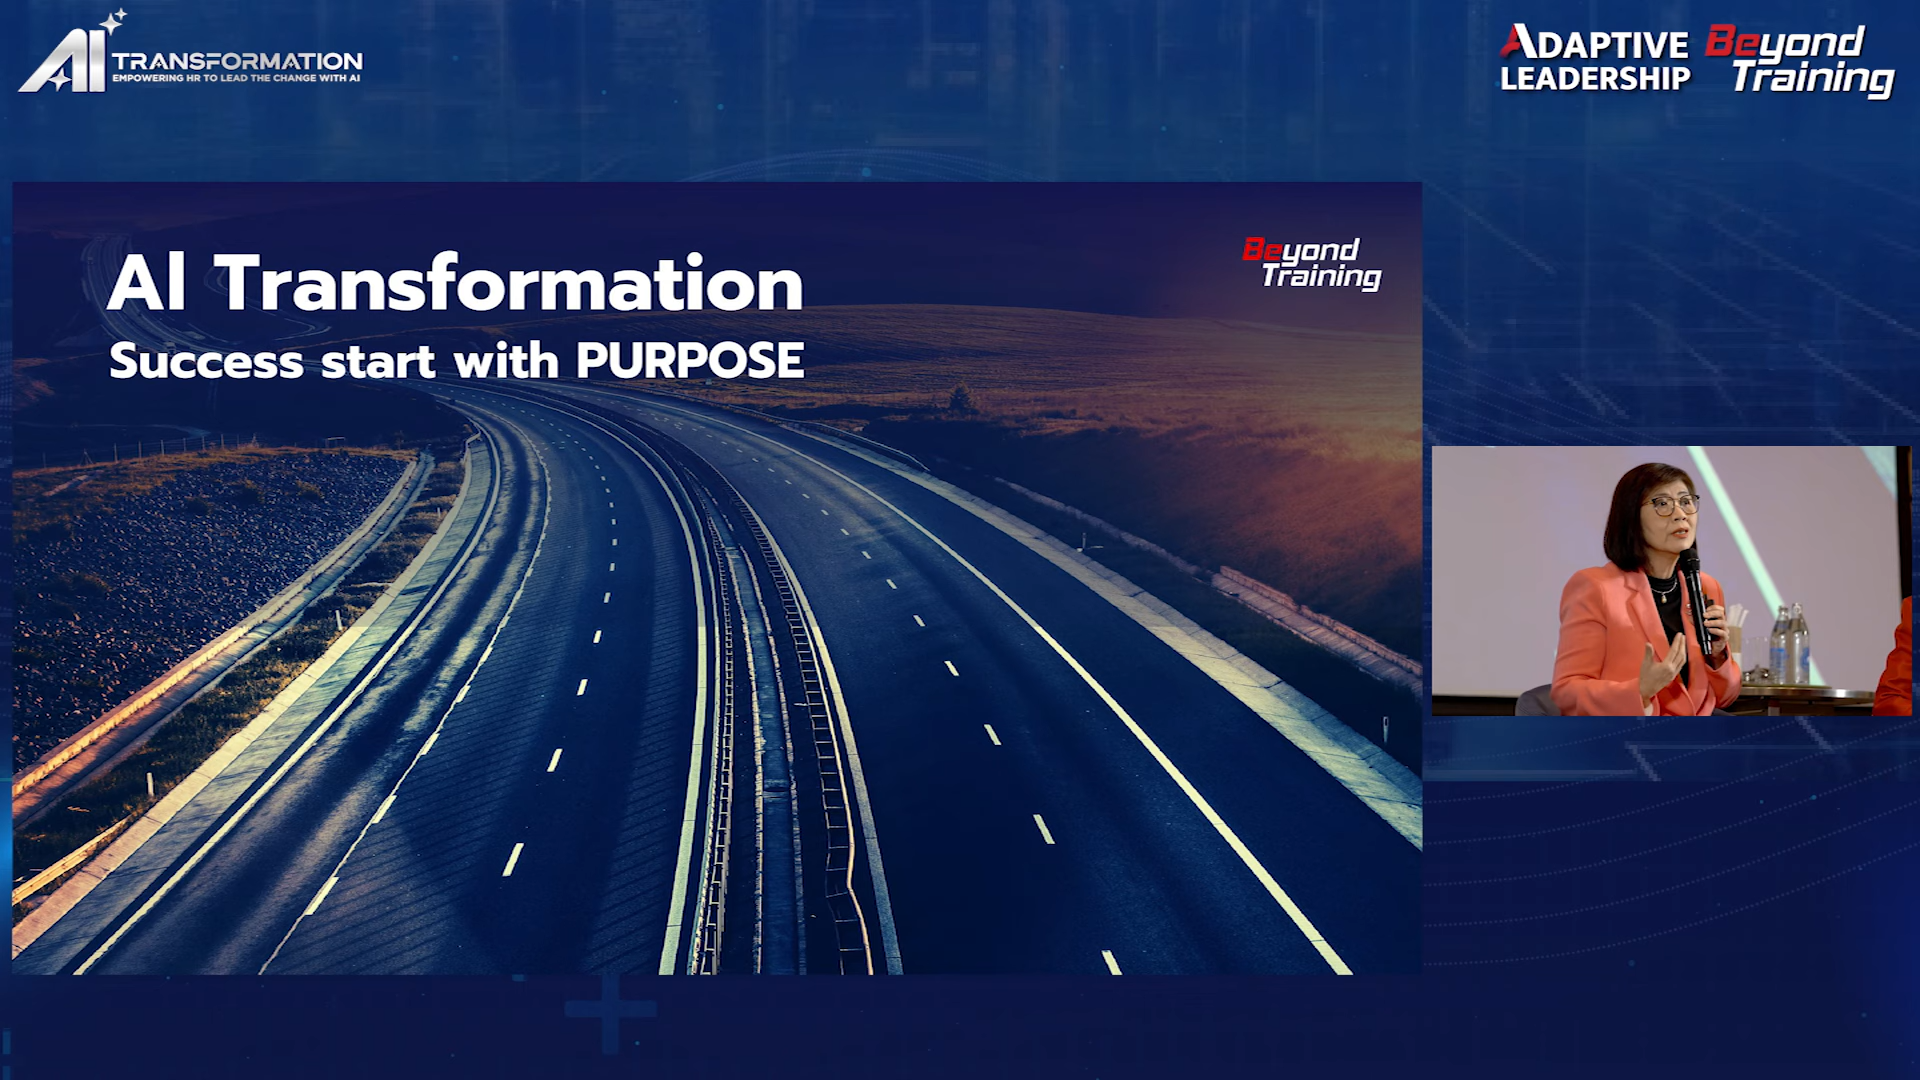 AI TRANSFORMATION
EMPOWERING HR TO LEAD THE CHANGE WITH AI
ADAPTIVE
LEADERSHIP
Beyond
Training
AI Transformation
Success start with PURPOSE
Beyond
Training